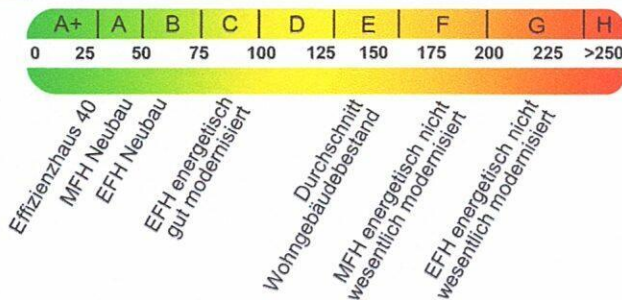 A+ A B C D E F G H
0 25 50 75 100 125 150 175 200 225 >250
Effizienzhaus 40
MFH Neubau
EFH Neubau
EFH energetisch
gut modernisiert
Durchschnitt
Wohngebäudebestand
MFH energetisch nicht
wesentlich modernisiert
EFH energetisch nicht
wesentlich modernisiert